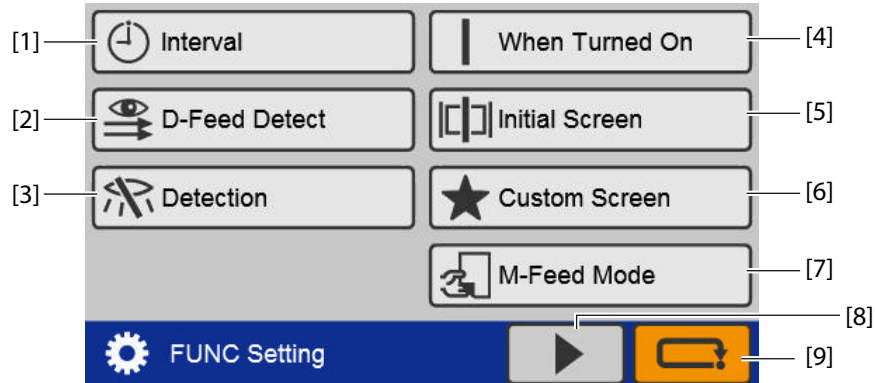 [1] Interval When Turned On [4]
[2] D-Feed Detect Initial Screen [5]
[3] Detection Custom Screen [6]
M-Feed Mode [7]
[8]
FUNC Setting [9]